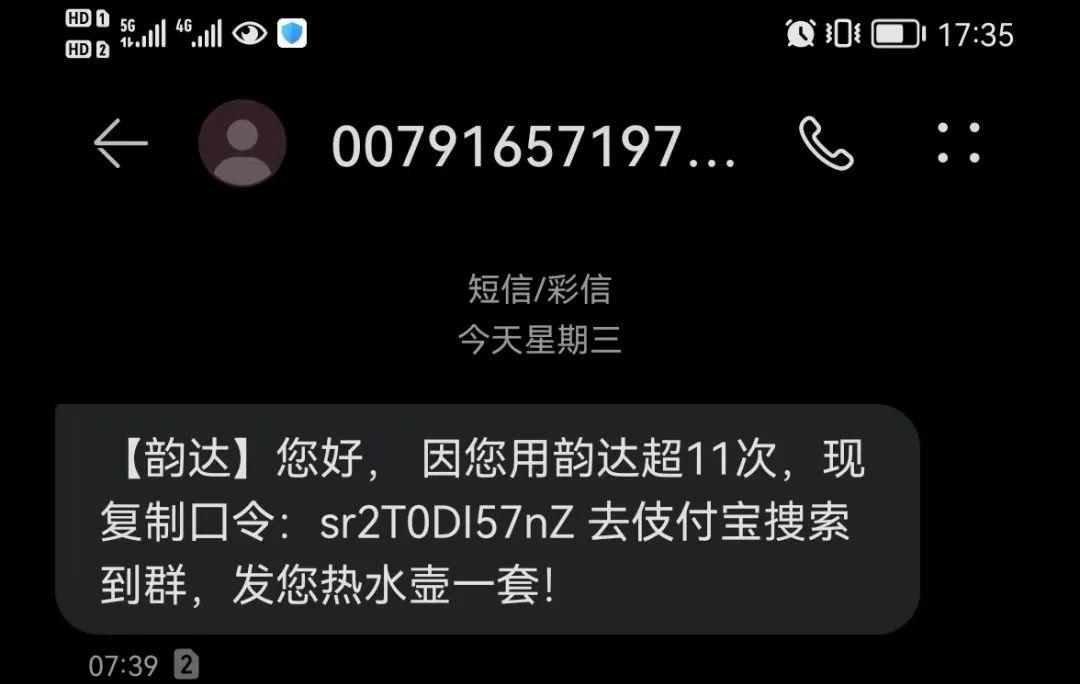 HD 1 5G 4G 17:35
HD 2
00791657197...
短信/彩信
今天星期三
【韵达】您好， 因您用韵达超11次，现
复制口令：sr2T0DI57nZ 去伎付宝搜索
到群，发您热水壶一套！
07:39 2